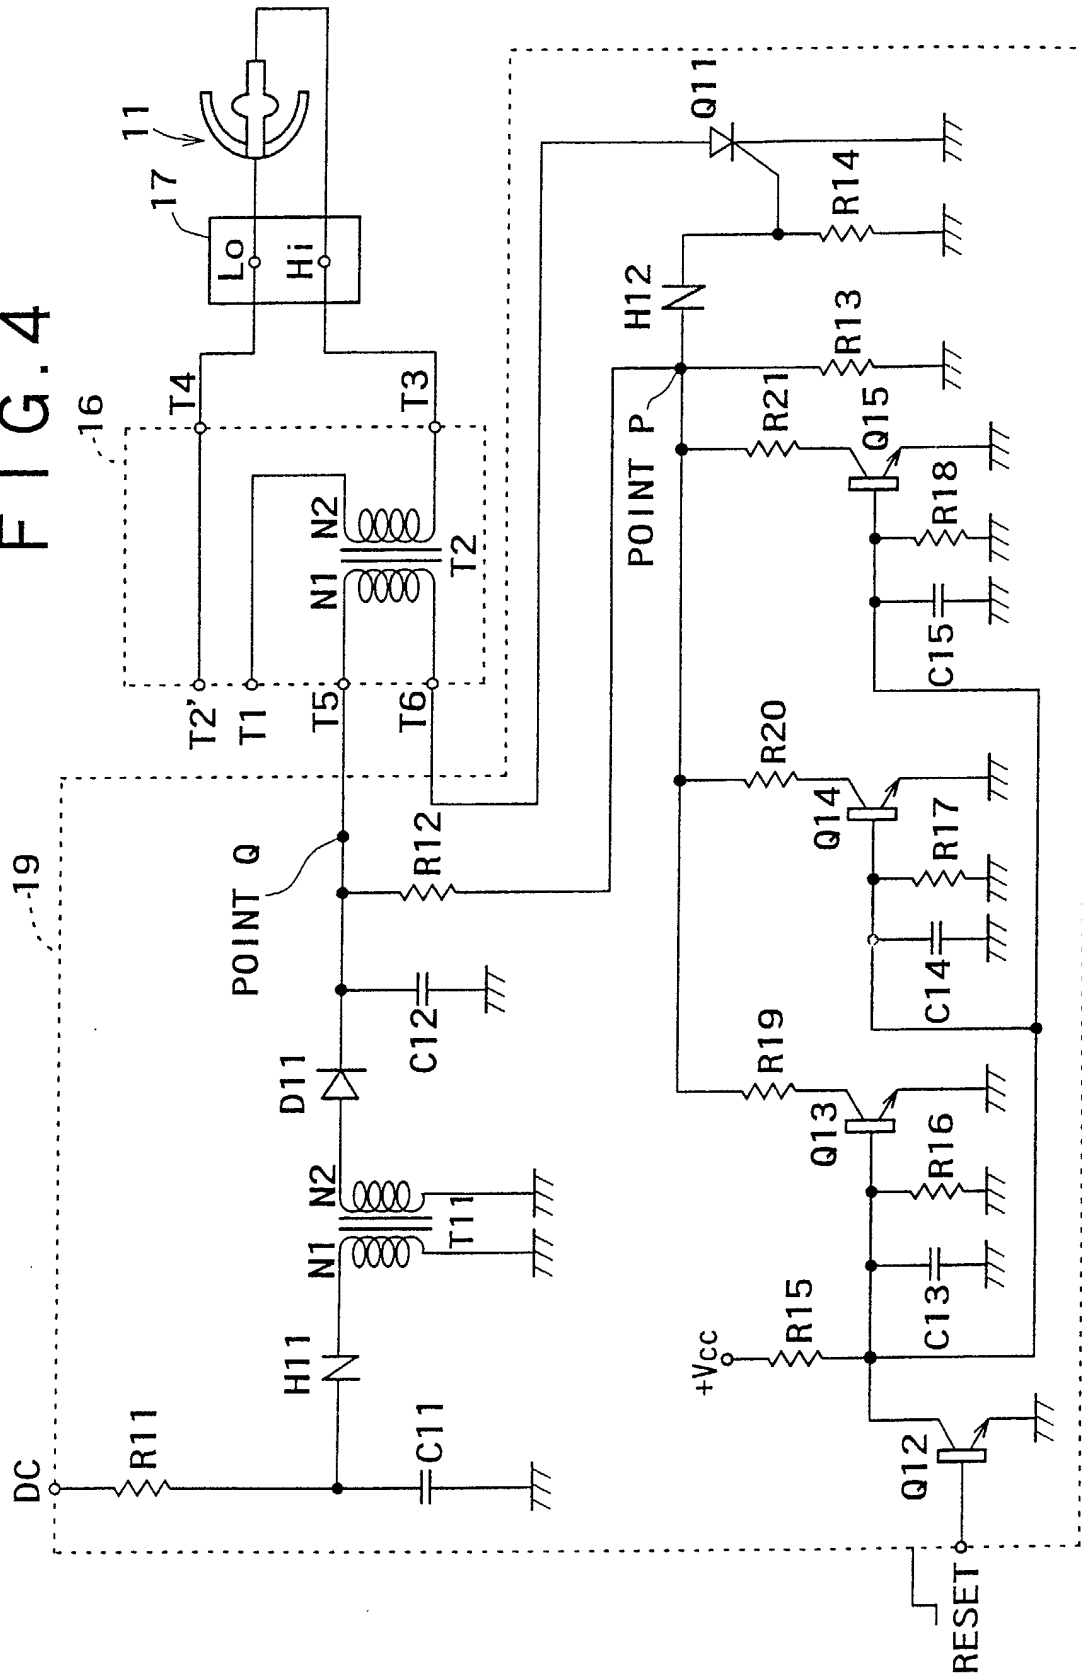 FIG. 4
19
DC
R11
H11
C11
N1
N2
T11
D11
C12
POINT Q
R12
16
T2'
T1
T5
T6
N1
N2
T2
T4
T3
17
Lo
Hi
11
RESET
Q12
+Vcc
R15
C13
R16
Q13
R19
C14
R17
Q14
R20
C15
R18
Q15
R21
POINT P
R13
H12
R14
Q11